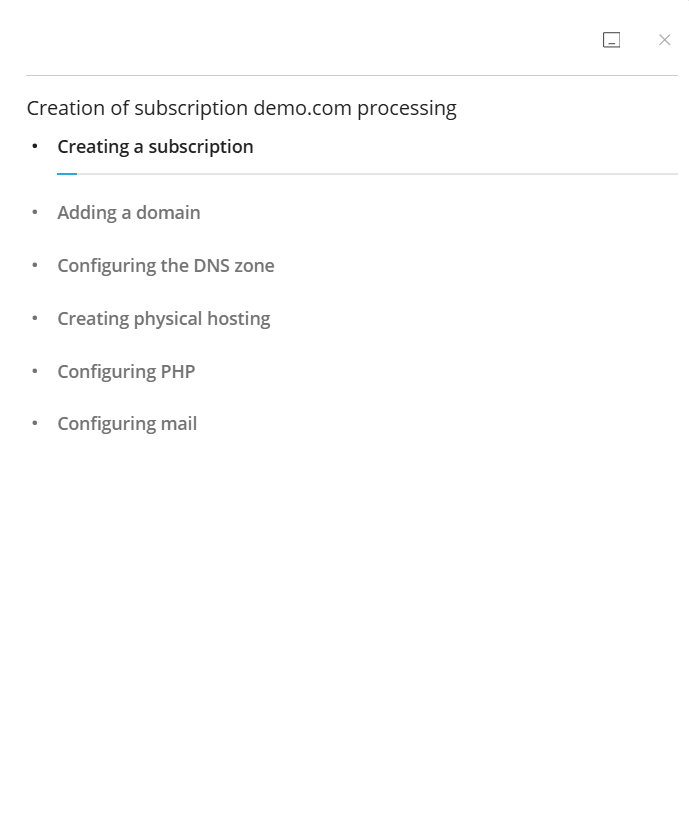 Creation of subscription demo.com processing
• Creating a subscription
• Adding a domain
• Configuring the DNS zone
• Creating physical hosting
• Configuring PHP
• Configuring mail